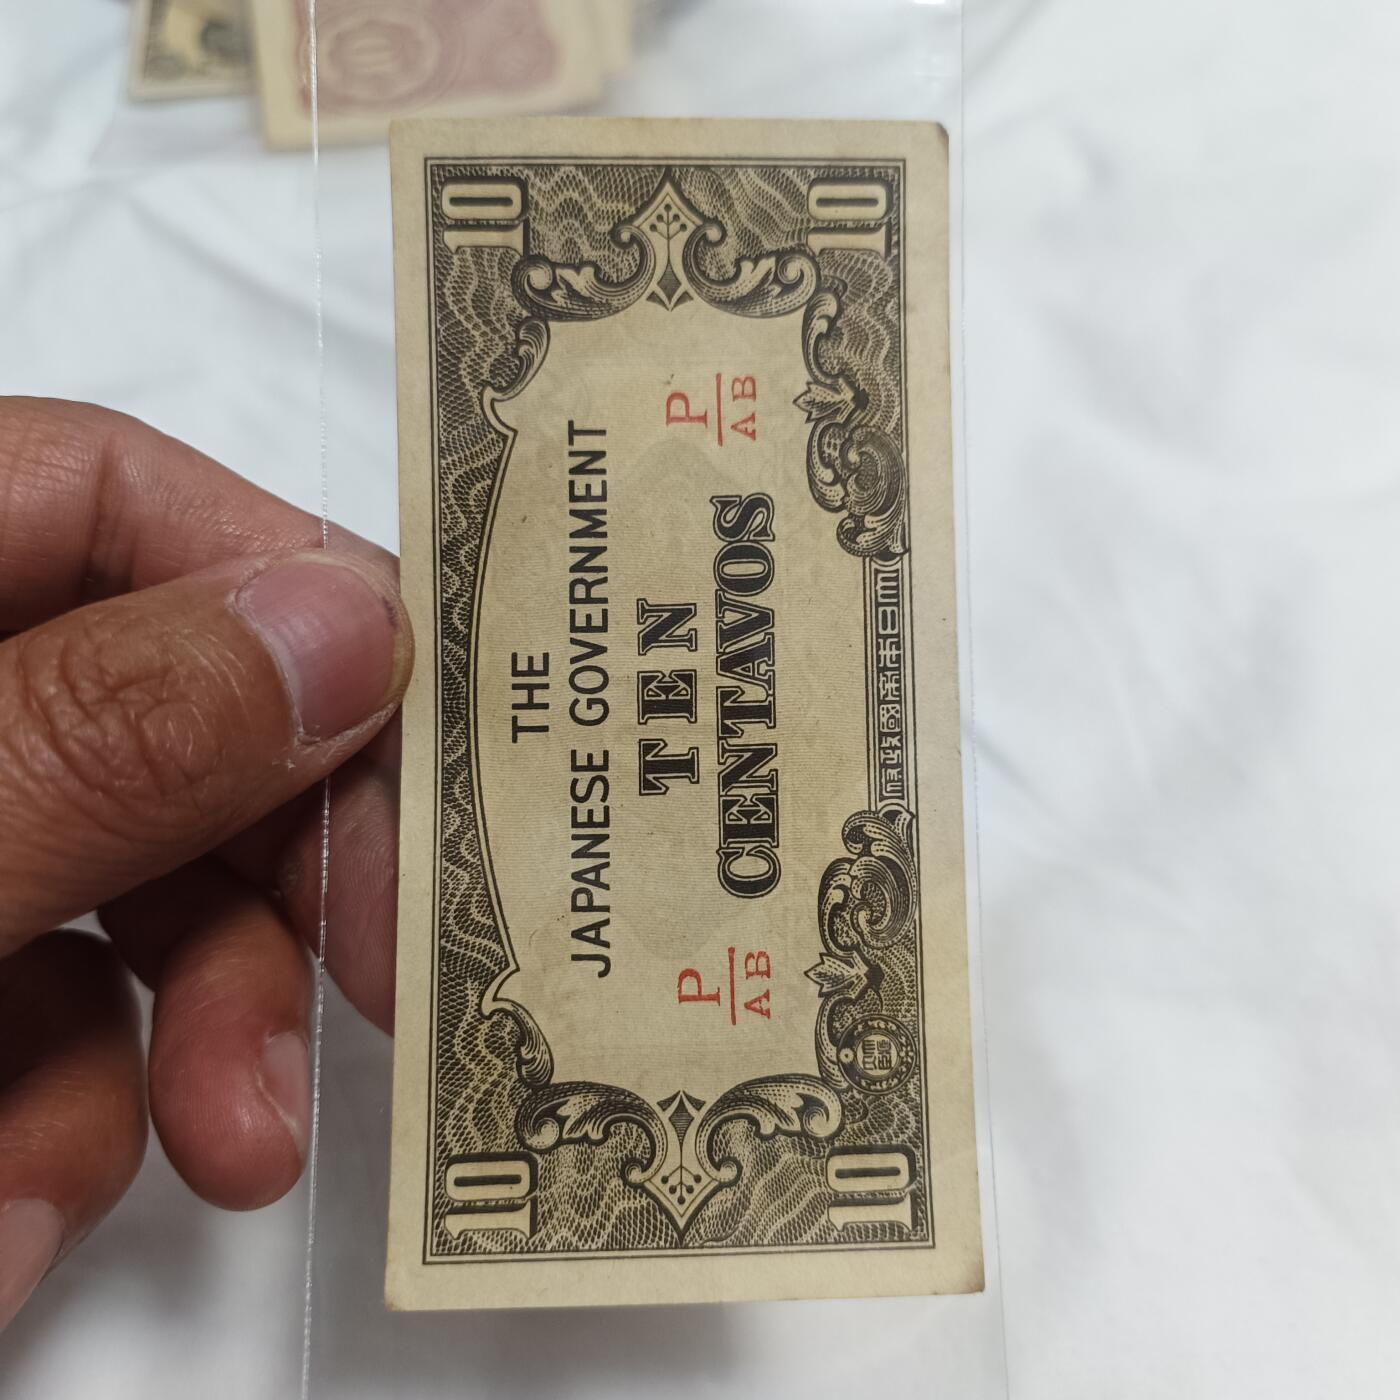 10 10
THE
JAPANESE GOVERNMENT
TEN
P P
AB AB
CENTAVOS
大日本帝國政府
10 10